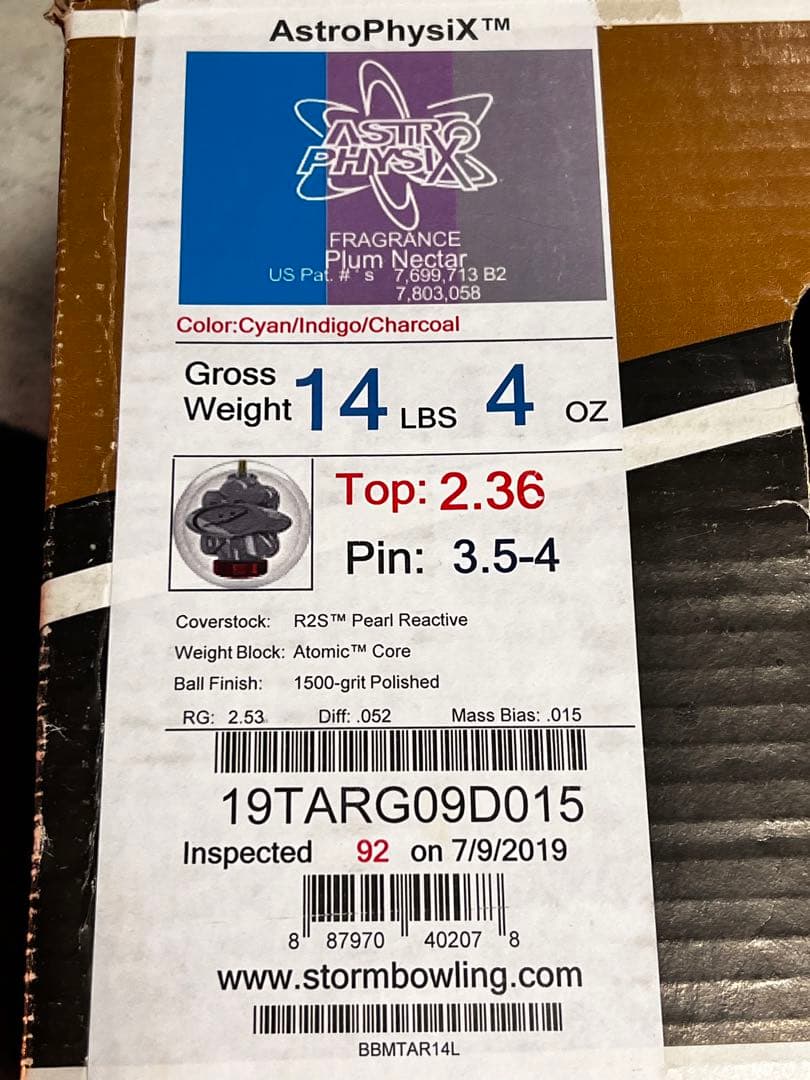 AstroPhysiX™
ASTRO
PHYSIX
FRAGRANCE
Plum Nectar
US Pat. #'s 7,699,713 B2
7,803,058
Color:Cyan/Indigo/Charcoal
Gross Weight 14 LBS 4 OZ
Top: 2.36
Pin: 3.5-4
Coverstock: R2S™ Pearl Reactive
Weight Block: Atomic™ Core
Ball Finish: 1500-grit Polished
RG: 2.53 Diff: .052 Mass Bias: .015
19TARG09D015
Inspected 92 on 7/9/2019
8 87970 40207 8
www.stormbowling.com
BBMTAR14L